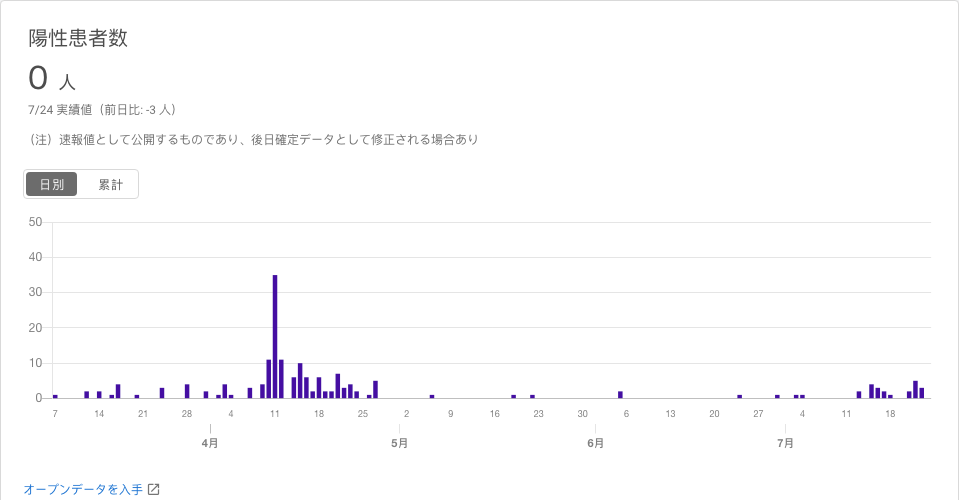 陽性患者数
0 人
7/24 実績値（前日比: -3 人）
（注）速報値として公開するものであり、後日確定データとして修正される場合あり
日別 累計
50
40
30
20
10
0
7 14 21 28 4 11 18 25 2 9 16 23 30 6 13 20 27 4 11 18
4月 5月 6月 7月
オープンデータを入手